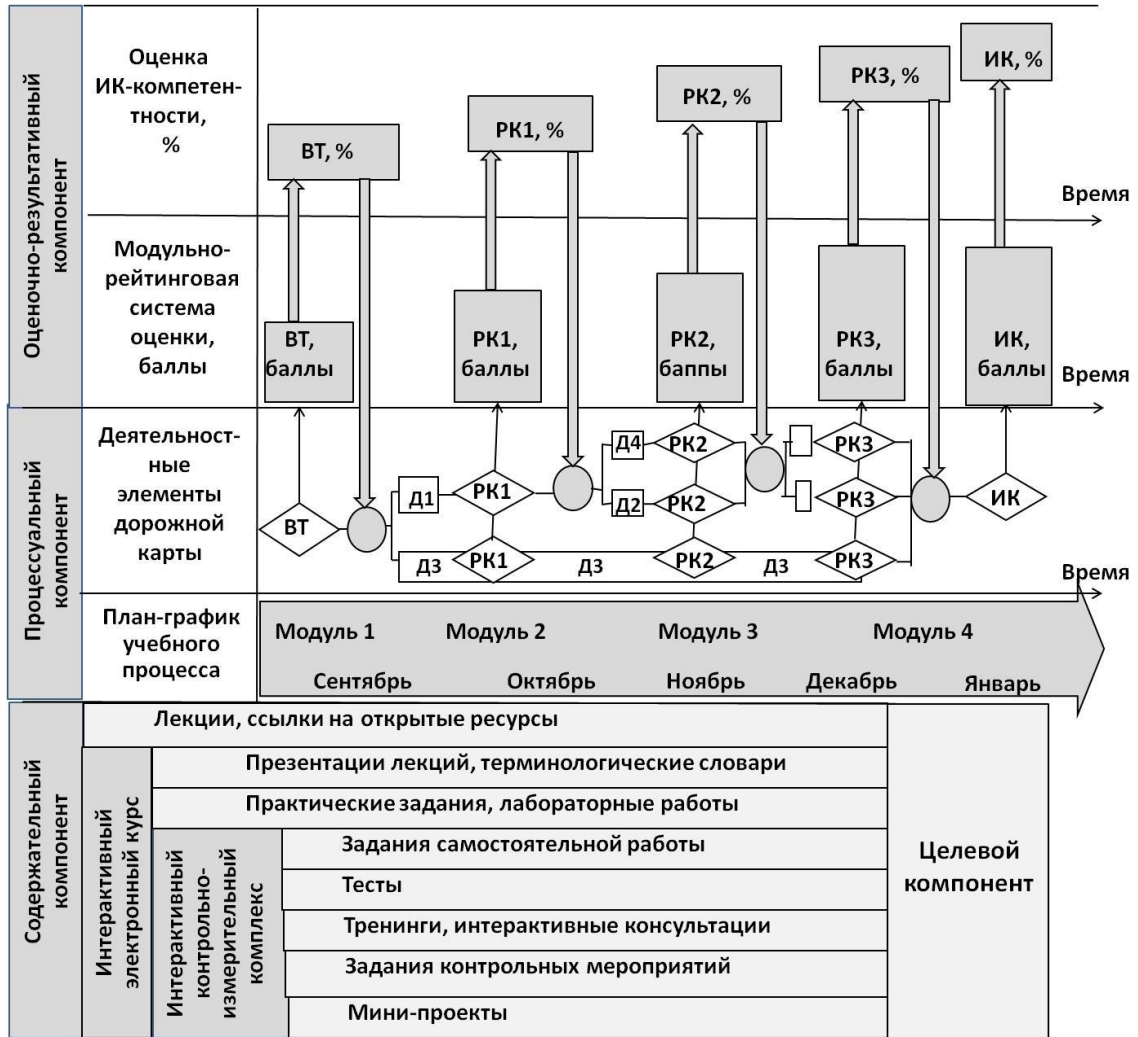 Оценочно-результативный
компонент
Оценка
ИК-компетен-
тности,
%
ВТ, %
РК1, %
РК2, %
РК3, %
ИК, %
Время
Модульно-
рейтинговая
система
оценки,
баллы
ВТ,
баллы
РК1,
баллы
РК2,
баппы
РК3,
баллы
ИК,
баллы
Время
Процессуальный
компонент
Деятельност-
ные
элементы
дорожной
карты
ВТ
Д1
РК1
Д4
РК2
РК3
Д2
РК2
РК3
ИК
Д3
РК1
Д3
РК2
Д3
РК3
Время
План-график
учебного
процесса
Модуль 1
Модуль 2
Модуль 3
Модуль 4
Сентябрь
Октябрь
Ноябрь
Декабрь
Январь
Содержательный
компонент
Лекции, ссылки на открытые ресурсы
Интерактивный
электронный курс
Презентации лекций, терминологические словари
Практические задания, лабораторные работы
Интерактивный
контрольно-
измерительный
комплекс
Задания самостоятельной работы
Тесты
Тренинги, интерактивные консультации
Задания контрольных мероприятий
Мини-проекты
Целевой
компонент